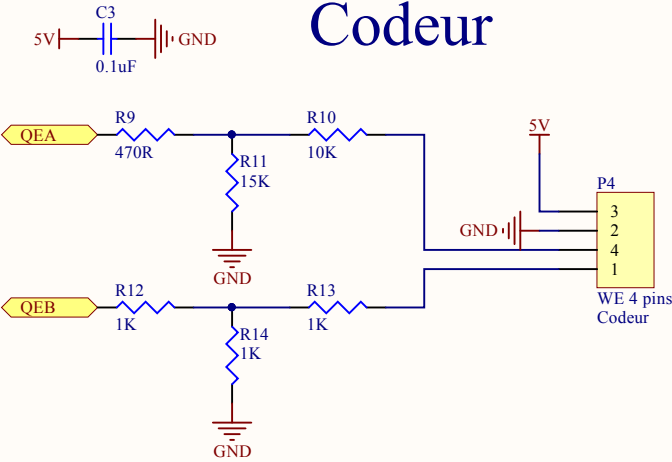 Codeur
C3
5V
GND
0.1uF
R9
R10
QEA
470R
10K
R11
15K
GND
5V
P4
3
GND
2
4
1
WE 4 pins
Codeur
R12
R13
QEB
1K
1K
R14
1K
GND